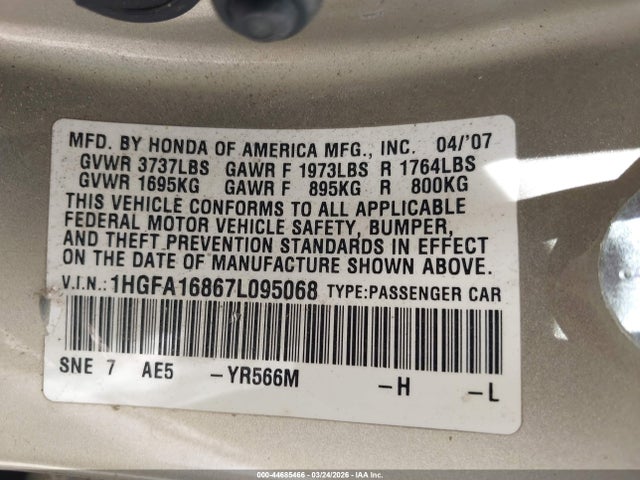 MFD. BY HONDA OF AMERICA MFG., INC. 04/'07
GVWR 3737LBS GAWR F 1973LBS R 1764LBS
GVWR 1695KG GAWR F 895KG R 800KG
THIS VEHICLE CONFORMS TO ALL APPLICABLE
FEDERAL MOTOR VEHICLE SAFETY, BUMPER,
AND THEFT PREVENTION STANDARDS IN EFFECT
ON THE DATE OF MANUFACTURE SHOWN ABOVE.
V.I.N.:1HGFA16867L095068 TYPE:PASSENGER CAR
SNE 7 AE5 -YR566M -H -L
000-44685466 | 03/24/2026 | IAA Inc.